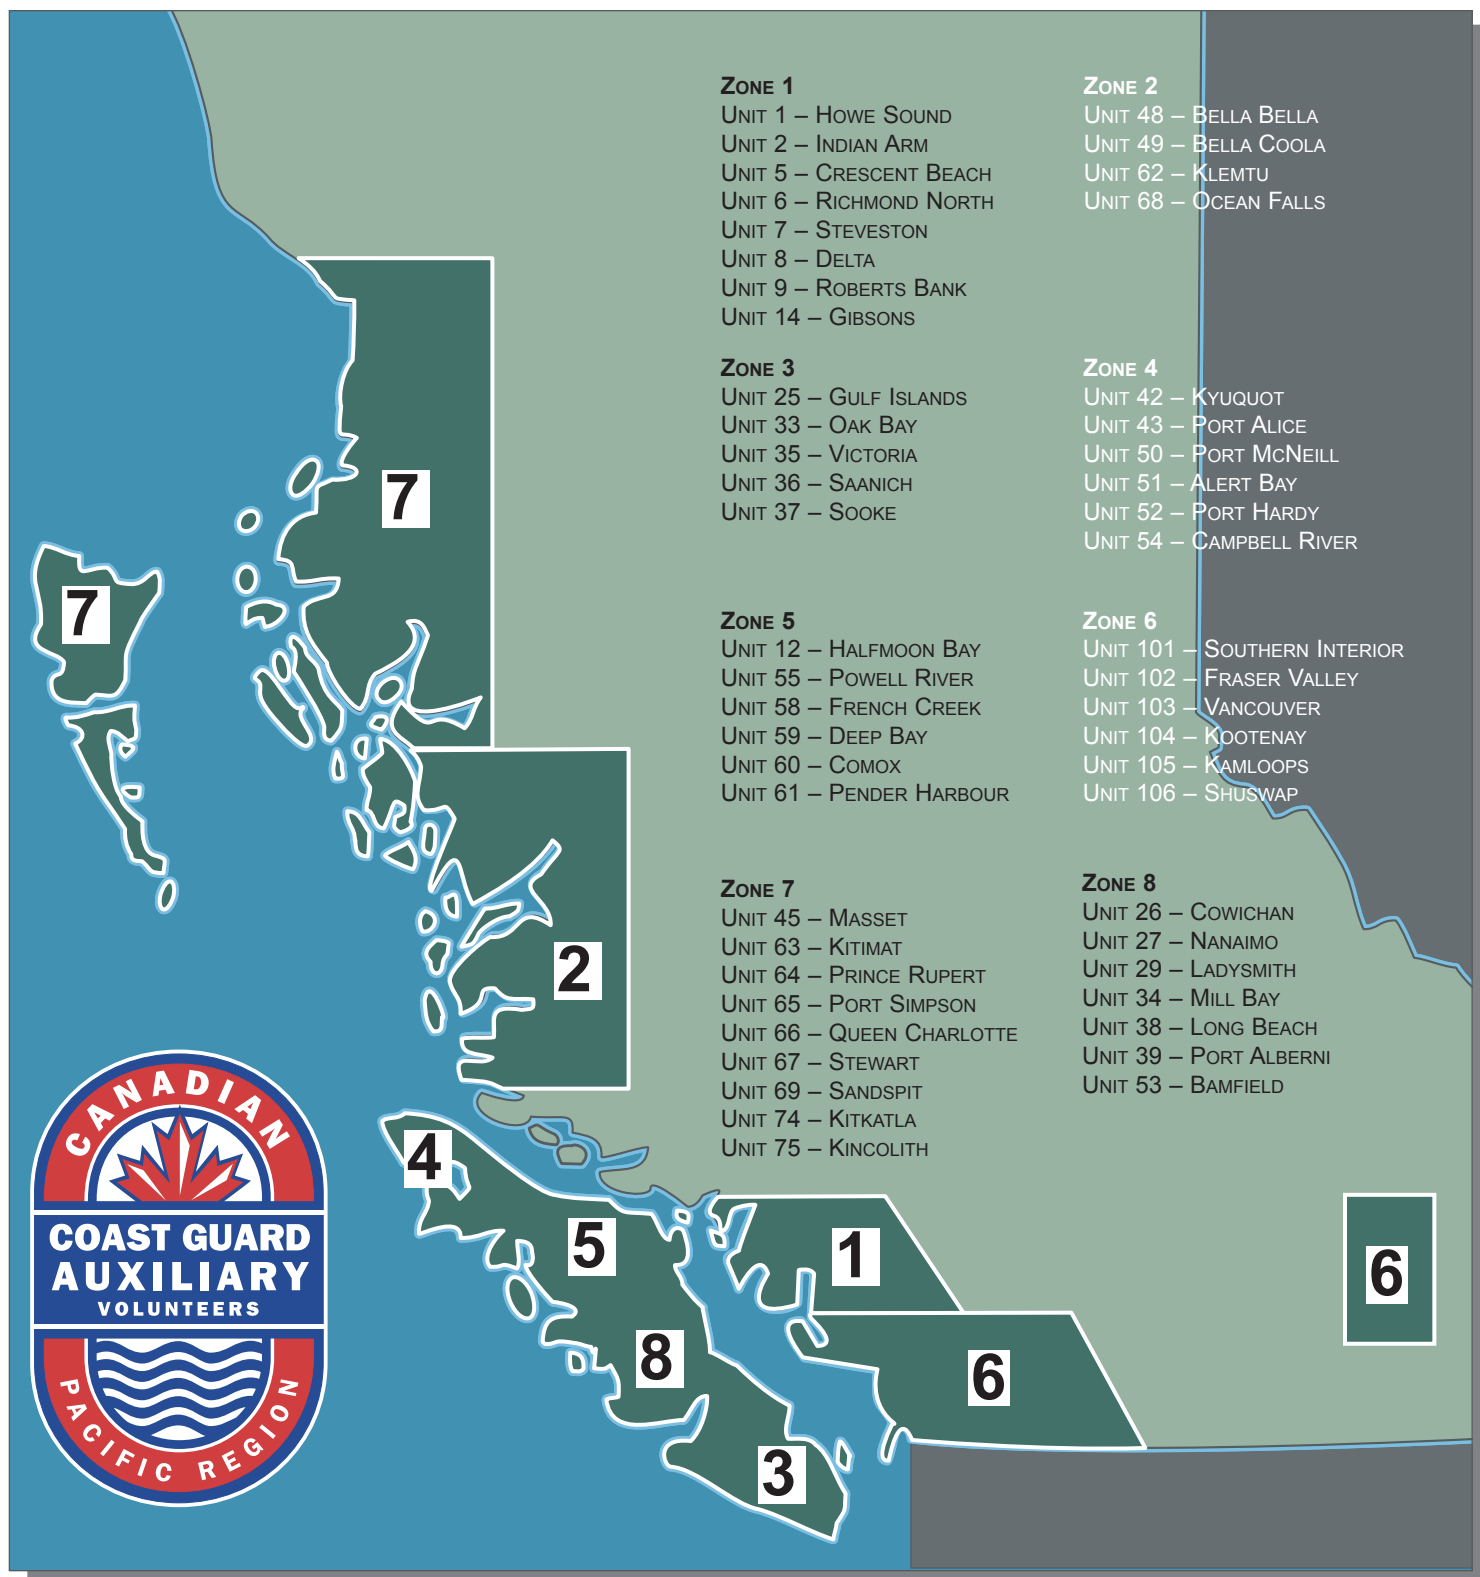 Zone 1
Unit 1 – Howe Sound
Unit 2 – Indian Arm
Unit 5 – Crescent Beach
Unit 6 – Richmond North
Unit 7 – Steveston
Unit 8 – Delta
Unit 9 – Roberts Bank
Unit 14 – Gibsons
Zone 2
Unit 48 – Bella Bella
Unit 49 – Bella Coola
Unit 62 – Klemtu
Unit 68 – Ocean Falls
Zone 3
Unit 25 – Gulf Islands
Unit 33 – Oak Bay
Unit 35 – Victoria
Unit 36 – Saanich
Unit 37 – Sooke
Zone 4
Unit 42 – Kyuquot
Unit 43 – Port Alice
Unit 50 – Port McNeill
Unit 51 – Alert Bay
Unit 52 – Port Hardy
Unit 54 – Campbell River
Zone 5
Unit 12 – Halfmoon Bay
Unit 55 – Powell River
Unit 58 – French Creek
Unit 59 – Deep Bay
Unit 60 – Comox
Unit 61 – Pender Harbour
Zone 6
Unit 101 – Southern Interior
Unit 102 – Fraser Valley
Unit 103 – Vancouver
Unit 104 – Kootenay
Unit 105 – Kamloops
Unit 106 – Shuswap
Zone 7
Unit 45 – Masset
Unit 63 – Kitimat
Unit 64 – Prince Rupert
Unit 65 – Port Simpson
Unit 66 – Queen Charlotte
Unit 67 – Stewart
Unit 69 – Sandspit
Unit 74 – Kitkatla
Unit 75 – Kincolith
Zone 8
Unit 26 – Cowichan
Unit 27 – Nanaimo
Unit 29 – Ladysmith
Unit 34 – Mill Bay
Unit 38 – Long Beach
Unit 39 – Port Alberni
Unit 53 – Bamfield
7
7
2
4
5
1
6
8
6
3
CANADIAN
COAST GUARD
AUXILIARY
VOLUNTEERS
PACIFIC REGION